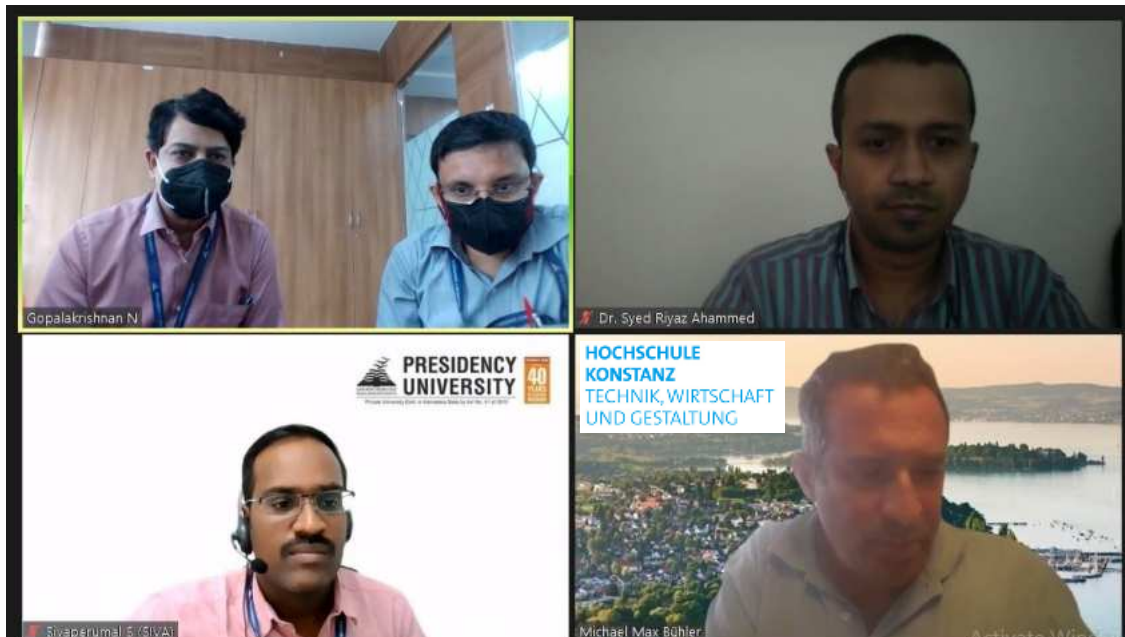 Gopalakrishnan N
Dr. Syed Riyaz Ahammed
PRESIDENCY
UNIVERSITY
40
YEARS
HOCHSCHULE
KONSTANZ
TECHNIK, WIRTSCHAFT
UND GESTALTUNG
Sivaperumal S (SIVA)
Michael Max Bühler